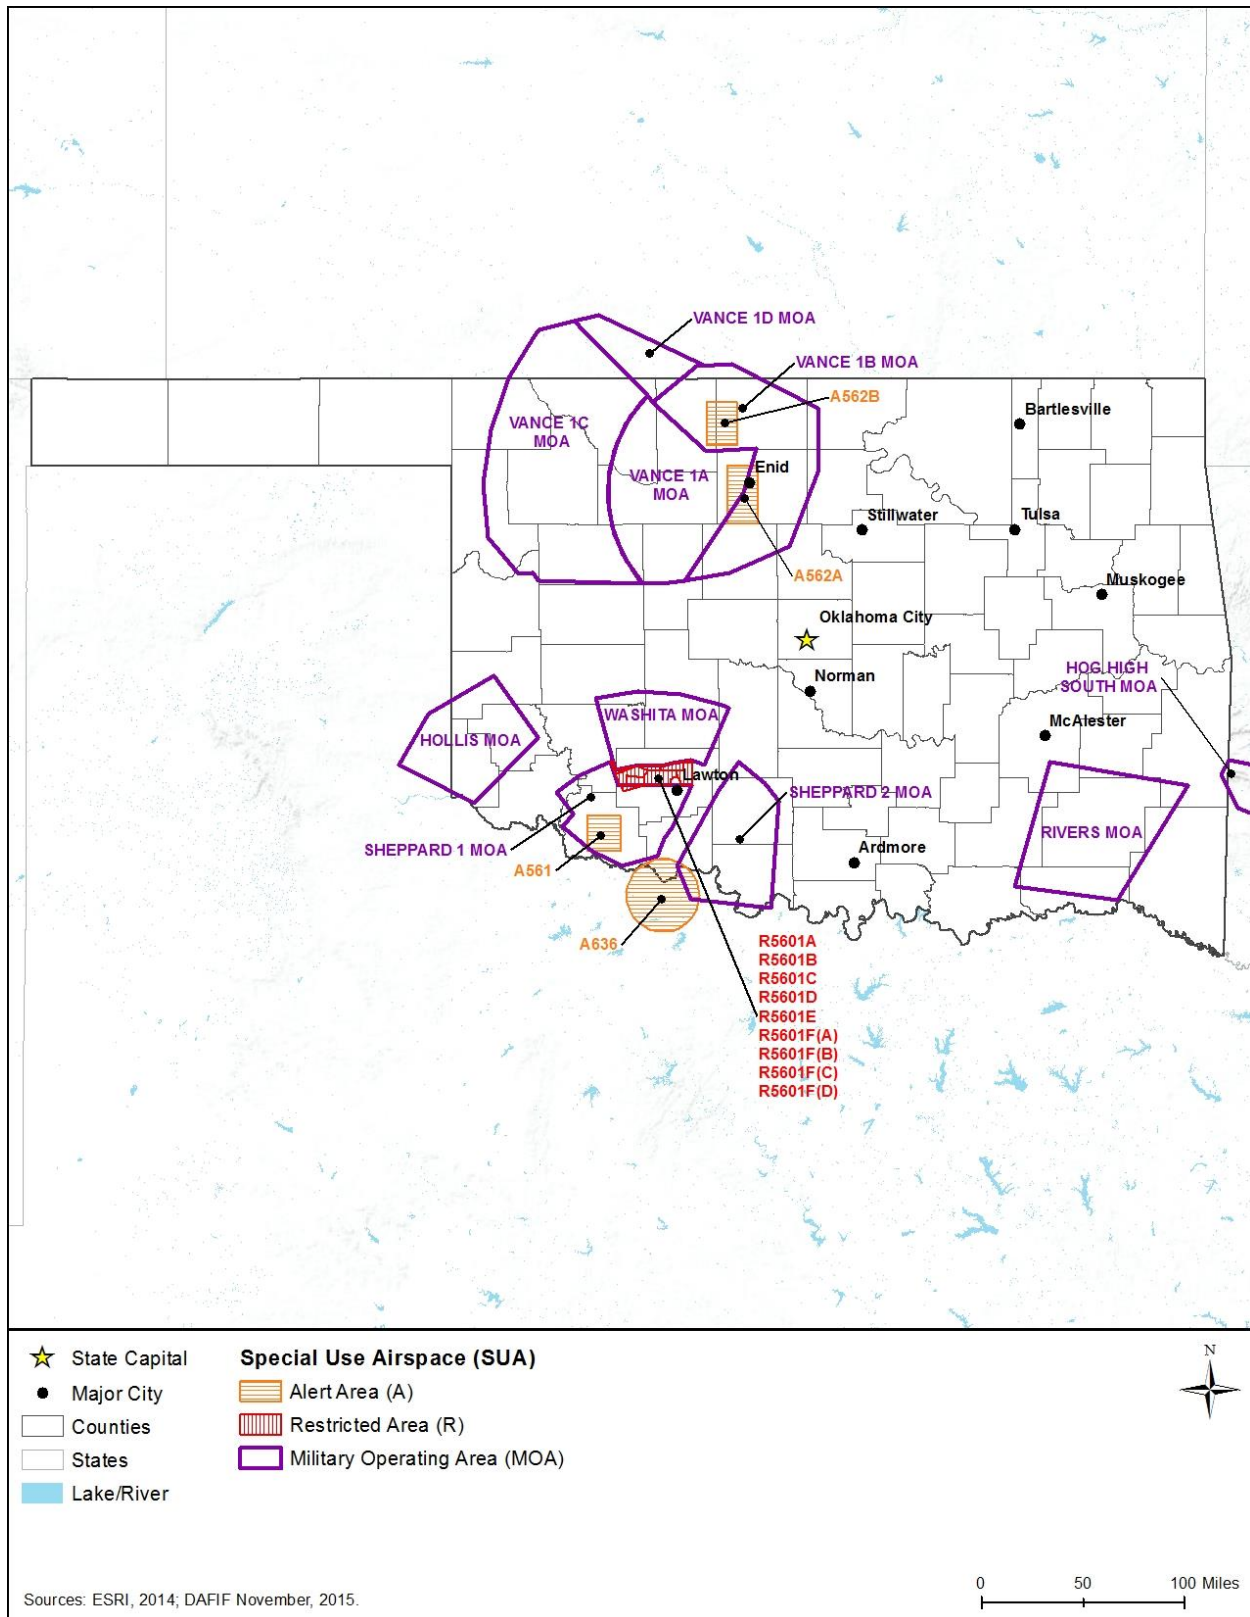 VANCE 1D MOA
VANCE 1B MOA
A562B
Bartlesville
VANCE 1C
MOA
VANCE 1A
MOA
Enid
Stillwater
Tulsa
A562A
Muskogee
Oklahoma City
HOG HIGH
SOUTH MOA
Norman
WASHITA MOA
McAlester
HOLLIS MOA
Lawton
SHEPPARD 2 MOA
RIVERS MOA
SHEPPARD 1 MOA
Ardmore
A561
A636
R5601A
R5601B
R5601C
R5601D
R5601E
R5601F(A)
R5601F(B)
R5601F(C)
R5601F(D)
State Capital
Major City
Counties
States
Lake/River
Special Use Airspace (SUA)
Alert Area (A)
Restricted Area (R)
Military Operating Area (MOA)
N
0 50 100 Miles
Sources: ESRI, 2014; DAFIF November, 2015.